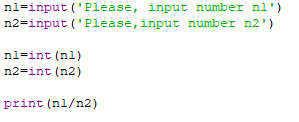 n1=input('Please, input number n1')
n2=input('Please,input number n2')
n1=int(n1)
n2=int(n2)
print(n1/n2)